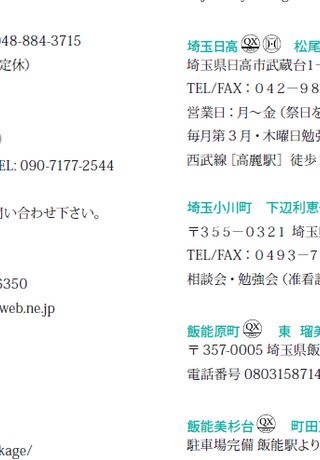 048-884-3715
定休）
TEL: 090-7177-2544
い合わせ下さい。
6350
web.ne.jp
kage/
埼玉日高 QX 松尾
埼玉県日高市武蔵台1-
TEL/FAX：０４２－９８
営業日：月～金（祭日を
毎月第３月・木曜日勉強
西武線［高麗駅］徒歩
埼玉小川町　下辺利恵
〒３５５－０３２１ 埼玉県
TEL/FAX：０４９３－７
相談会・勉強会（准看
飯能原町 QX 東 瑠美
〒357-0005 埼玉県飯
電話番号 0803158714
飯能美杉台 QX 町田
駐車場完備 飯能駅より